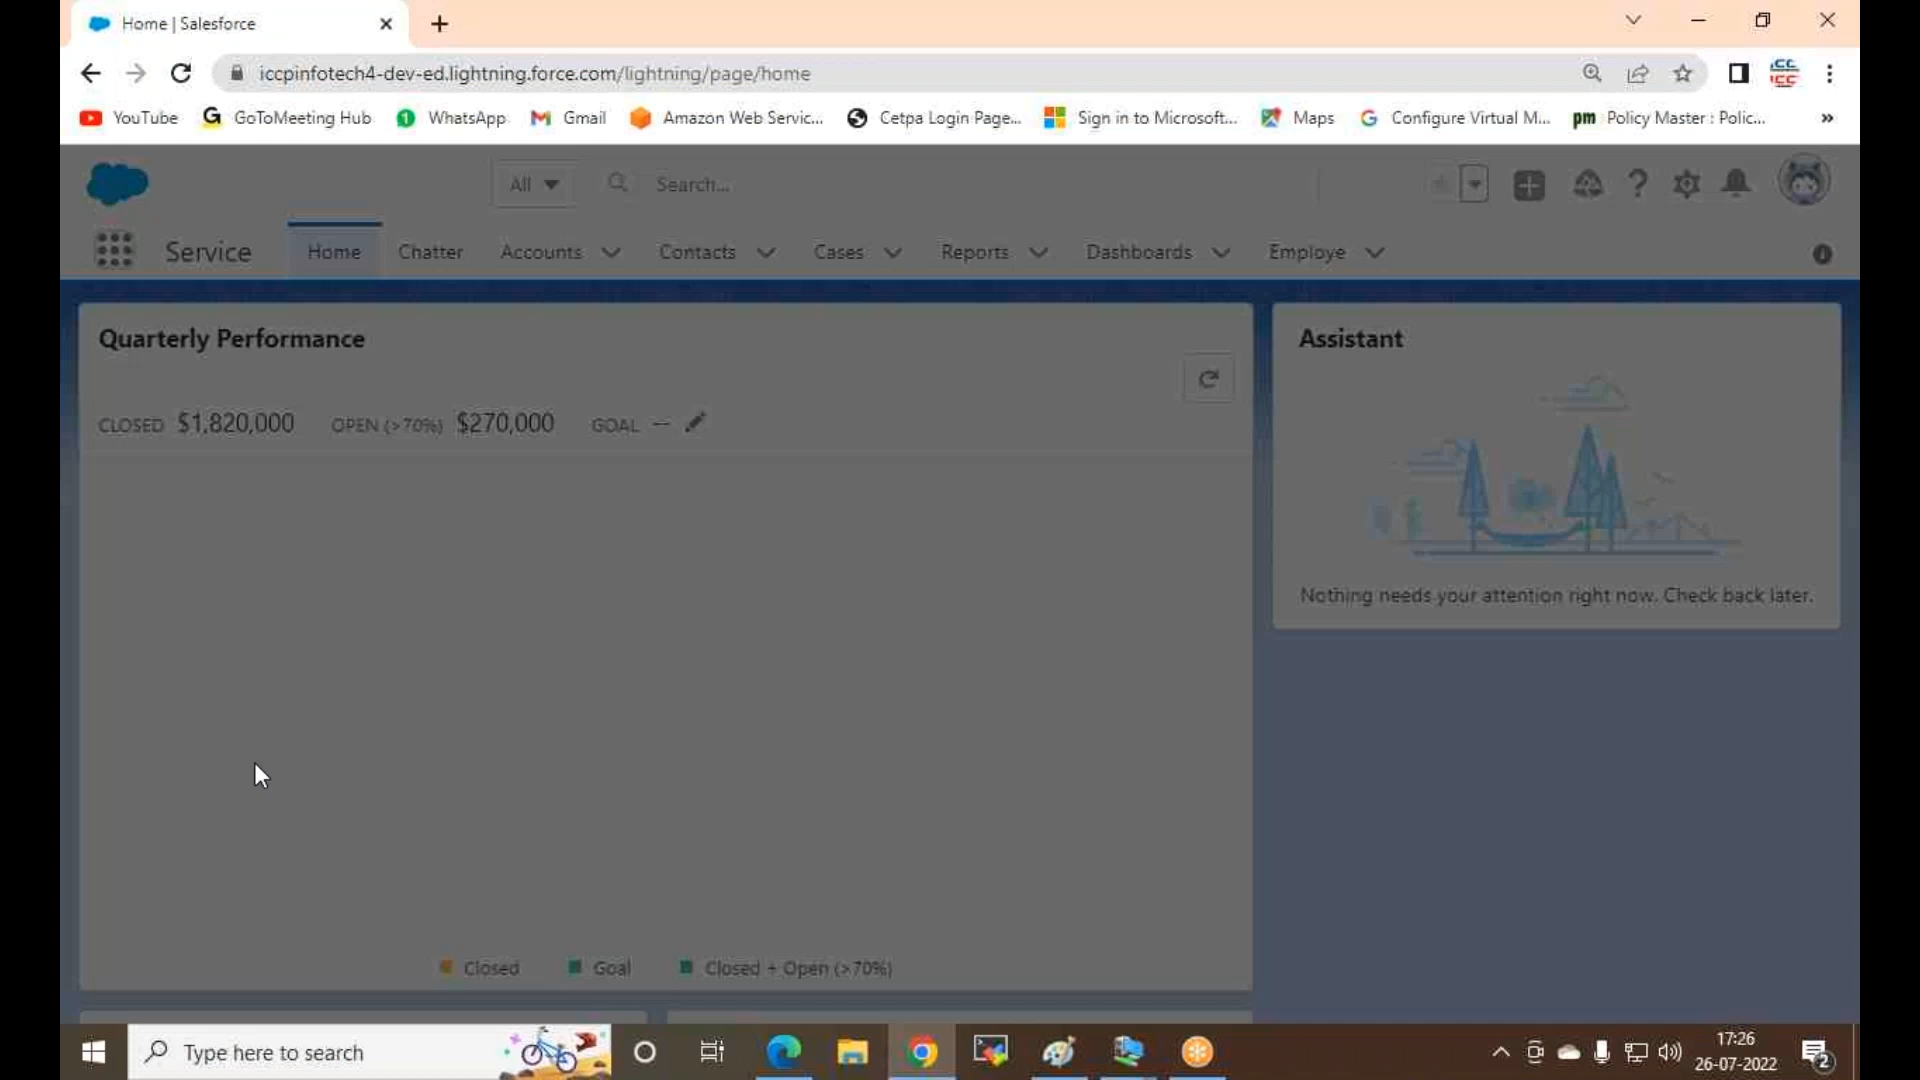 Home | Salesforce
iccpinfotech4-dev-ed.lightning.force.com/lightning/page/home
YouTube GoToMeeting Hub WhatsApp Gmail Amazon Web Servic... Cetpa Login Page... Sign in to Microsoft... Maps Configure Virtual M... pm Policy Master : Polic... »
All Search...
Service Home Chatter Accounts Contacts Cases Reports Dashboards Employe
Quarterly Performance
CLOSED $1,820,000 OPEN (>70%) $270,000 GOAL --
Closed Goal Closed + Open (>70%)
Assistant
Nothing needs your attention right now. Check back later.
Type here to search
17:26
26-07-2022
2